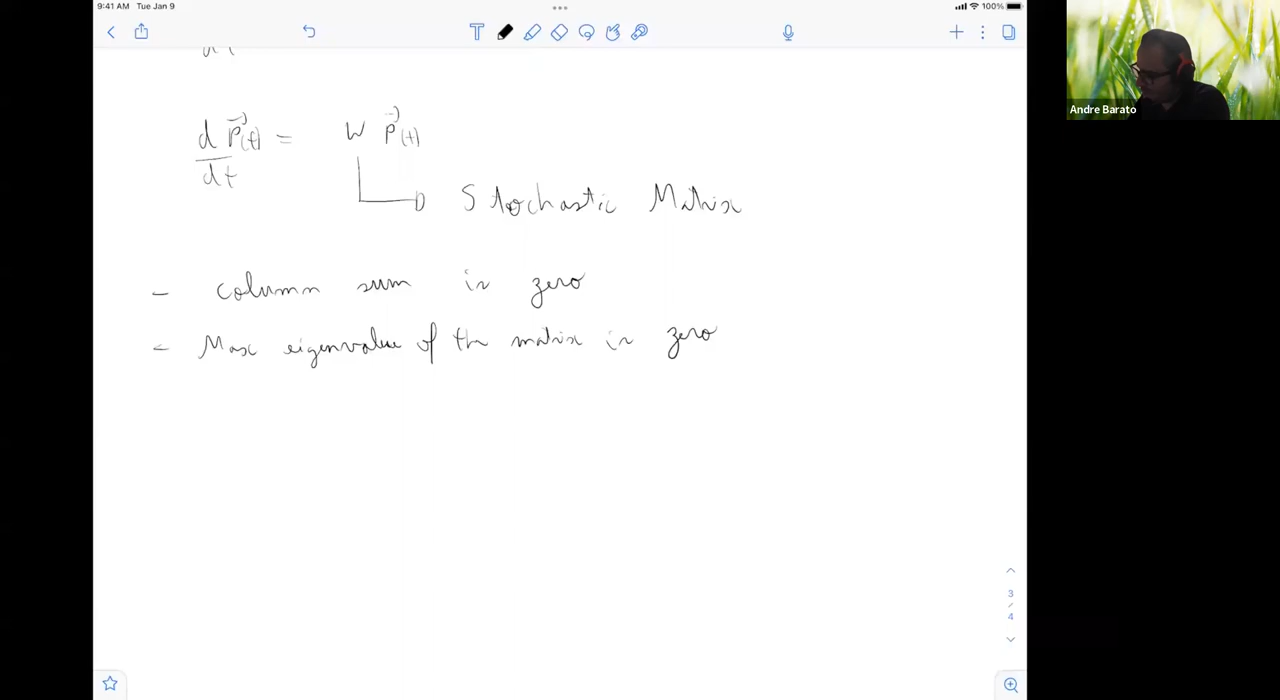 9:41 AM Tue Jan 9
100%
Andre Barato
dt
d P(t) = W P(t)
dt
Stochastic Matrix
- column sum is zero
- Max eigenvalue of the matrix is zero
3
/
4